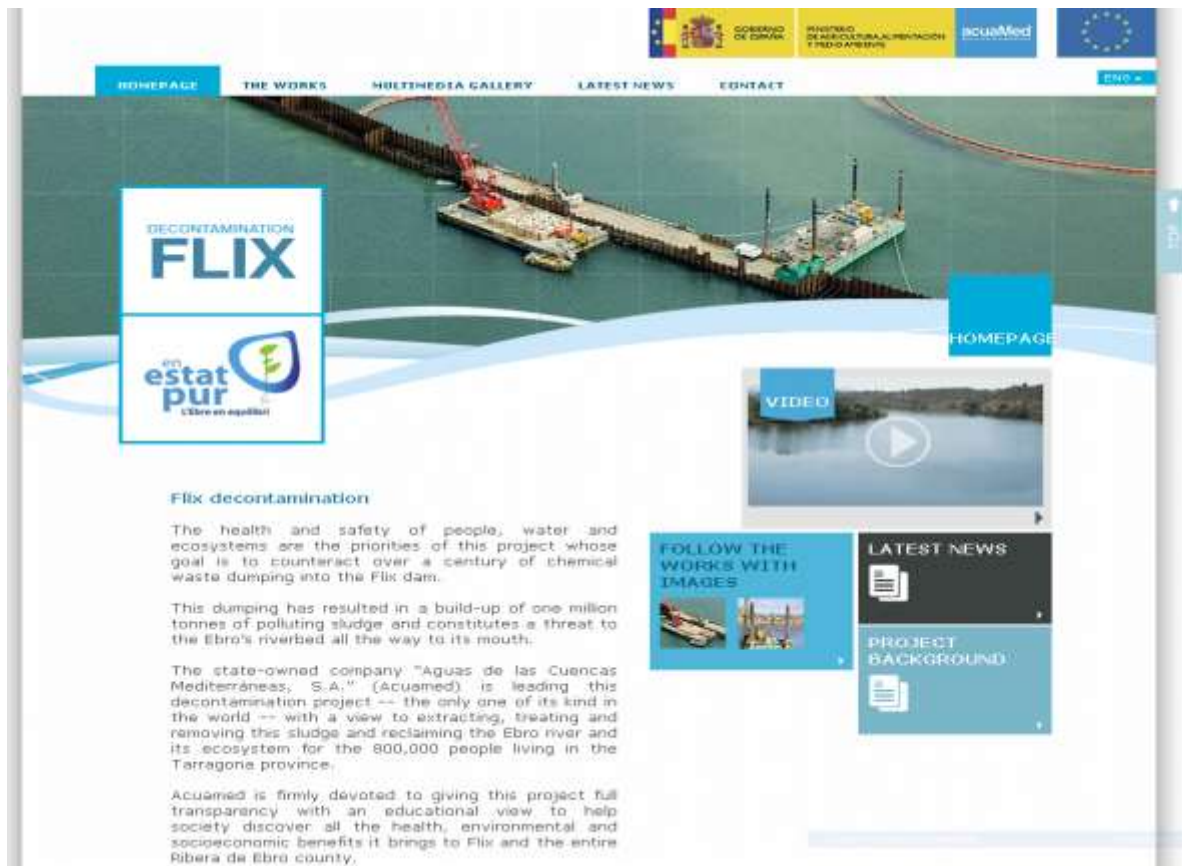 GOBIERNO
DE ESPAÑA
MINISTERIO
DE AGRICULTURA, ALIMENTACIÓN
Y MEDIO AMBIENTE
acuaMed
HOMEPAGE
THE WORKS
MULTIMEDIA GALLERY
LATEST NEWS
CONTACT
ENG
TOP
DECONTAMINATION
FLIX
HOMEPAGE
en
estat
pur
L'Ebre en equilibri
VIDEO
Flix decontamination
The health and safety of people, water and
ecosystems are the priorities of this project whose
goal is to counteract over a century of chemical
waste dumping into the Flix dam.
This dumping has resulted in a build-up of one million
tonnes of polluting sludge and constitutes a threat to
the Ebro's riverbed all the way to its mouth.
The state-owned company "Aguas de las Cuencas
Mediterráneas, S.A." (Acuamed) is leading this
decontamination project -- the only one of its kind in
the world -- with a view to extracting, treating and
removing this sludge and reclaiming the Ebro river and
its ecosystem for the 800,000 people living in the
Tarragona province.
Acuamed is firmly devoted to giving this project full
transparency with an educational view to help
society discover all the health, environmental and
socioeconomic benefits it brings to Flix and the entire
Ribera de Ebro county.
FOLLOW THE
WORKS WITH
IMAGES
LATEST NEWS
PROJECT
BACKGROUND